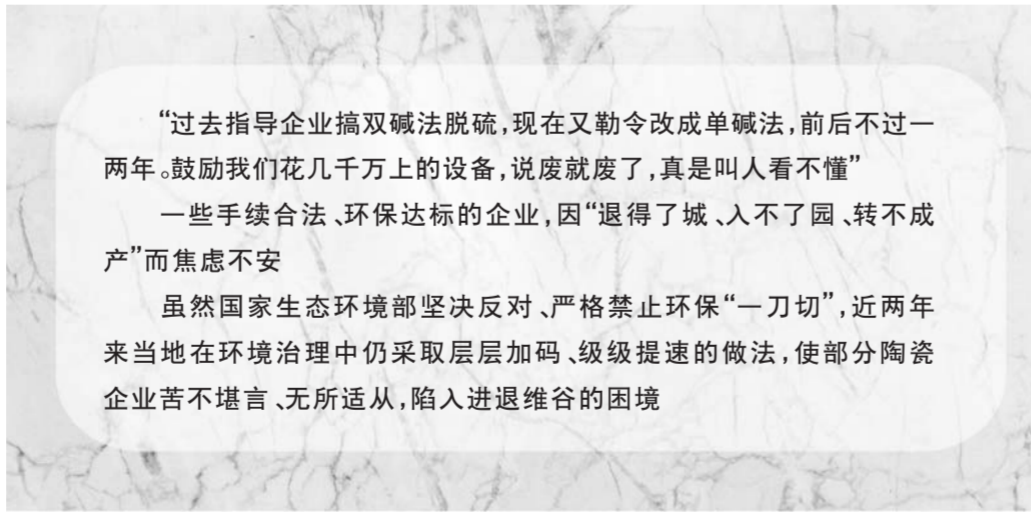 “过去指导企业搞双碱法脱硫，现在又勒令改成单碱法，前后不过一
两年。鼓励我们花几千万上的设备，说废就废了，真是叫人看不懂”
一些手续合法、环保达标的企业，因“退得了城、入不了园、转不成
产”而焦虑不安
虽然国家生态环境部坚决反对、严格禁止环保“一刀切”，近两年
来当地在环境治理中仍采取层层加码、级级提速的做法，使部分陶瓷
企业苦不堪言、无所适从，陷入进退维谷的困境